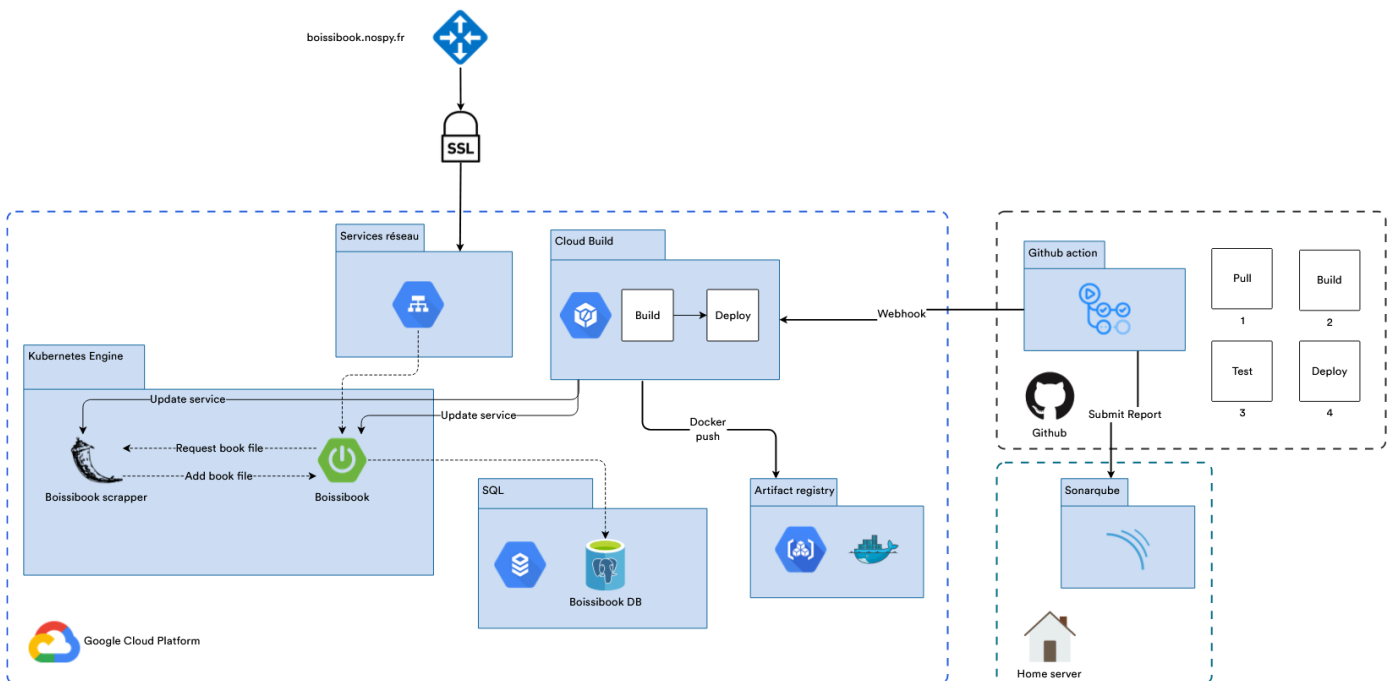 boissibook.nospy.fr
SSL
Services réseau
Cloud Build
Build
Deploy
Github action
Pull
Build
1
2
Test
Deploy
3
4
Webhook
Github
Submit Report
Kubernetes Engine
Update service
Update service
Request book file
Add book file
Boissibook scrapper
Boissibook
Docker
push
SQL
Boissibook DB
Artifact registry
Sonarqube
Google Cloud Platform
Home server